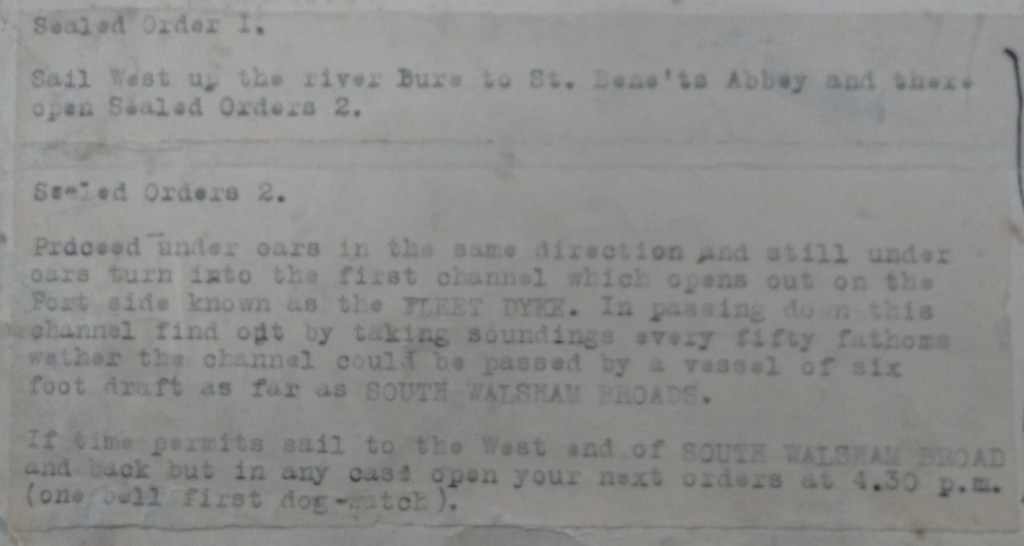 Sealed Order I.
Sail West up the river Bure to St. Bene'ts Abbey and there
open Sealed Orders 2.
Sealed Orders 2.
Proceed under oars in the same direction and still under
oars turn into the first channel which opens out on the
Port side known as the FLEET DYKE. In passing down this
channel find out by taking soundings every fifty fathoms
wether the channel could be passed by a vessel of six
foot draft as far as SOUTH WALSHAM BROADS.
If time permits sail to the West end of SOUTH WALSHAM BROAD
and back but in any case open your next orders at 4.30 p.m.
(one bell first dog-watch).